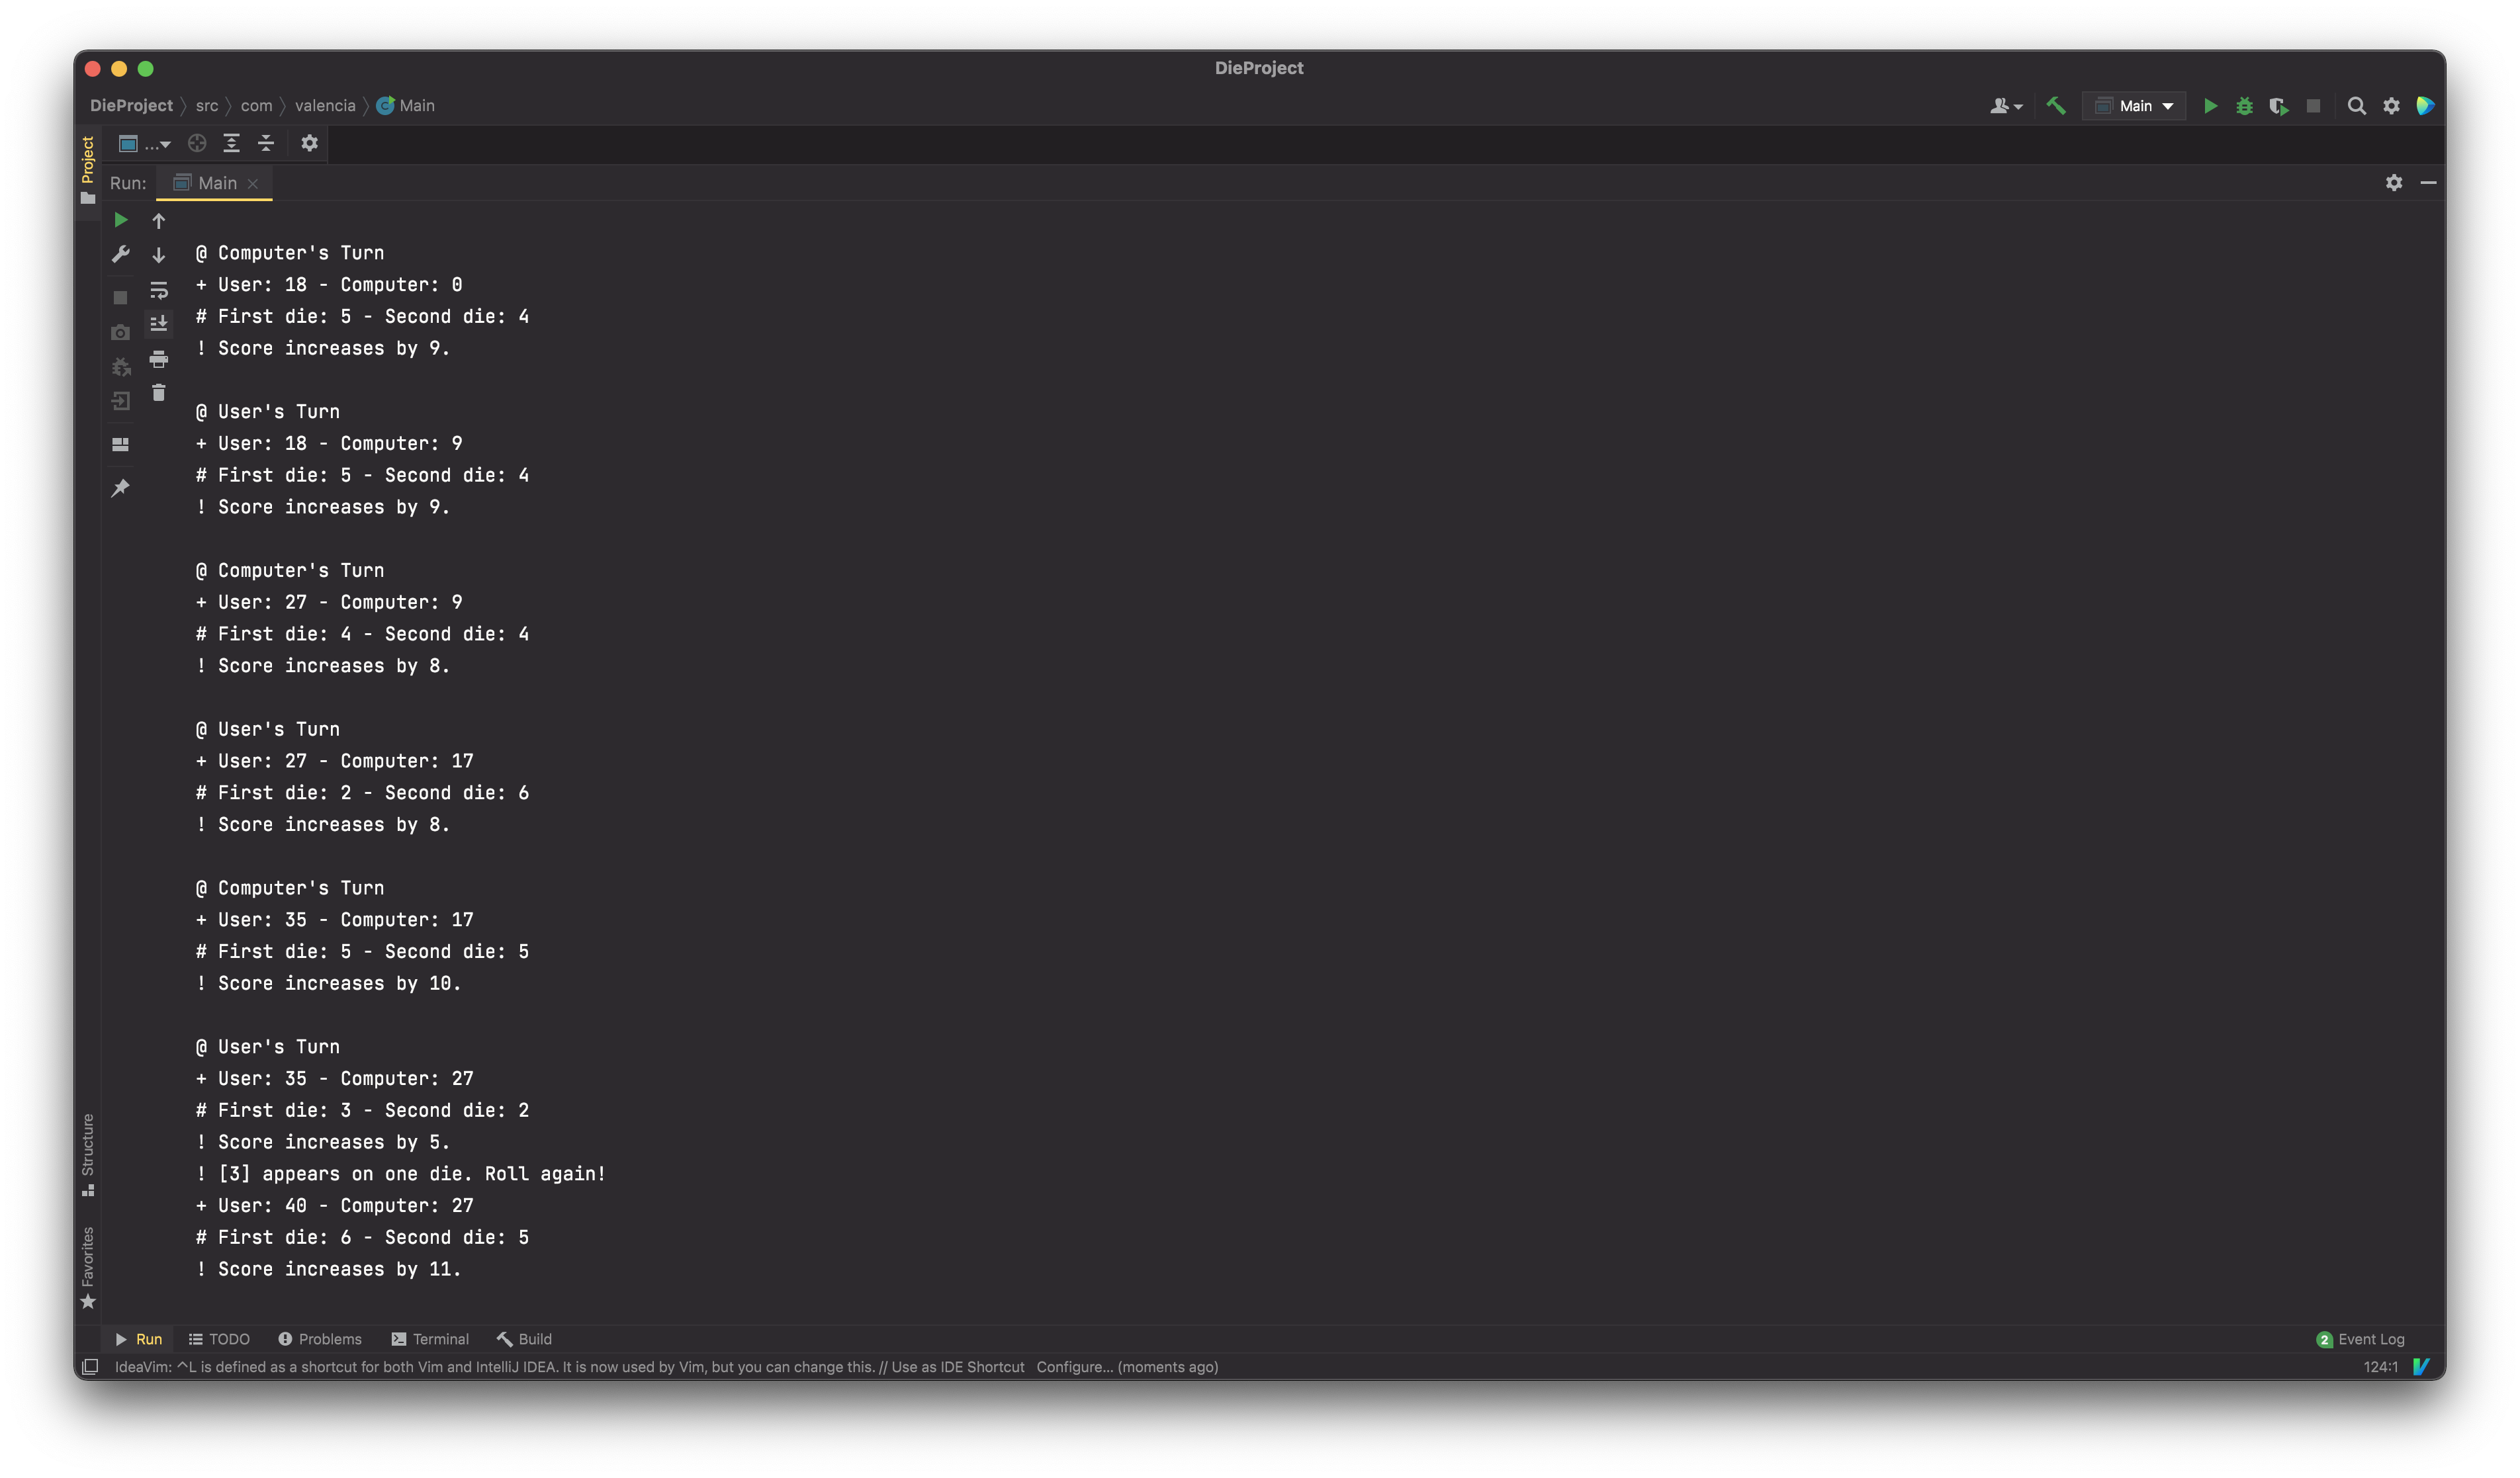 DieProject
DieProject 〉 src 〉 com 〉 valencia 〉 Main
Main
Project
...
Run: Main
@ Computer's Turn
+ User: 18 - Computer: 0
# First die: 5 - Second die: 4
! Score increases by 9.
@ User's Turn
+ User: 18 - Computer: 9
# First die: 5 - Second die: 4
! Score increases by 9.
@ Computer's Turn
+ User: 27 - Computer: 9
# First die: 4 - Second die: 4
! Score increases by 8.
@ User's Turn
+ User: 27 - Computer: 17
# First die: 2 - Second die: 6
! Score increases by 8.
@ Computer's Turn
+ User: 35 - Computer: 17
# First die: 5 - Second die: 5
! Score increases by 10.
@ User's Turn
+ User: 35 - Computer: 27
# First die: 3 - Second die: 2
! Score increases by 5.
! [3] appears on one die. Roll again!
+ User: 40 - Computer: 27
# First die: 6 - Second die: 5
! Score increases by 11.
Structure
Favorites
Run TODO Problems Terminal Build
2 Event Log
IdeaVim: ^L is defined as a shortcut for both Vim and IntelliJ IDEA. It is now used by Vim, but you can change this. // Use as IDE Shortcut Configure... (moments ago)
124:1